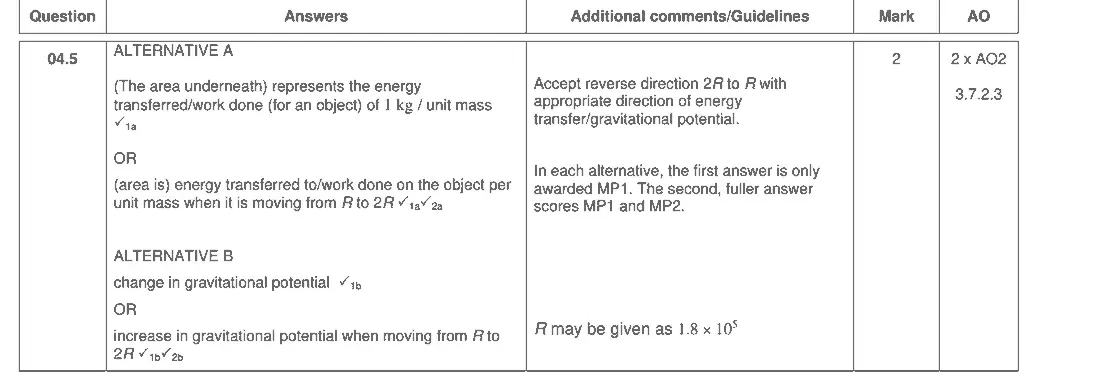 Question Answers Additional comments/Guidelines Mark AO
04.5 ALTERNATIVE A 2 2 x AO2
(The area underneath) represents the energy
transferred/work done (for an object) of 1 kg / unit mass
✓1a
Accept reverse direction 2R to R with
appropriate direction of energy
transfer/gravitational potential.
3.7.2.3
OR
(area is) energy transferred to/work done on the object per
unit mass when it is moving from R to 2R ✓1a✓2a
In each alternative, the first answer is only
awarded MP1. The second, fuller answer
scores MP1 and MP2.
ALTERNATIVE B
change in gravitational potential ✓1b
OR
increase in gravitational potential when moving from R to
2R ✓1b✓2b
R may be given as 1.8 × 10⁵